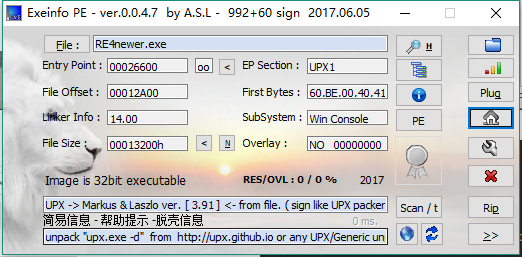 Exeinfo PE - ver.0.0.4.7 by A.S.L - 992+60 sign 2017.06.05
File : RE4newer.exe H
Entry Point : 00026600 oo < EP Section : UPX1
File Offset : 00012A00 First Bytes : 60.BE.00.40.41 Plug
Linker Info : 14.00 SubSystem : Win Console PE
File Size : 00013200h < N Overlay : NO 00000000
Image is 32bit executable RES/OVL : 0 / 0 % 2017
UPX -> Markus & Laszlo ver. [ 3.91 ] <- from file. ( sign like UPX packer Scan / t Rip
简易信息 - 帮助提示 -脱壳信息 0 ms.
unpack "upx.exe -d" from http://upx.github.io or any UPX/Generic un >>